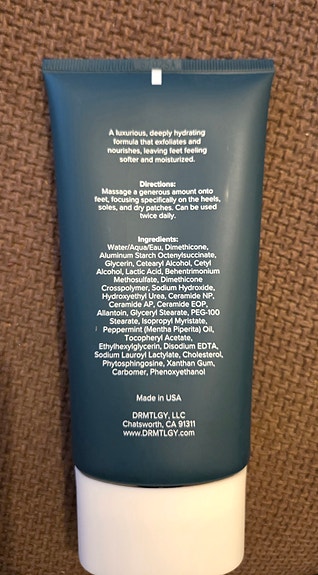 A luxurious, deeply hydrating
formula that exfoliates and
nourishes, leaving feet feeling
softer and moisturized.
Directions:
Massage a generous amount onto
feet, focusing specifically on the heels,
soles, and dry patches. Can be used
twice daily.
Ingredients:
Water/Aqua/Eau, Dimethicone,
Aluminum Starch Octenylsuccinate,
Glycerin, Cetearyl Alcohol, Cetyl
Alcohol, Lactic Acid, Behentrimonium
Methosulfate, Dimethicone
Crosspolymer, Sodium Hydroxide,
Hydroxyethyl Urea, Ceramide NP,
Ceramide AP, Ceramide EOP,
Allantoin, Glyceryl Stearate, PEG-100
Stearate, Isopropyl Myristate,
Peppermint (Mentha Piperita) Oil,
Tocopheryl Acetate,
Ethylhexylglycerin, Disodium EDTA,
Sodium Lauroyl Lactylate, Cholesterol,
Phytosphingosine, Xanthan Gum,
Carbomer, Phenoxyethanol
Made in USA
DRMTLGY, LLC
Chatsworth, CA 91311
www.DRMTLGY.com